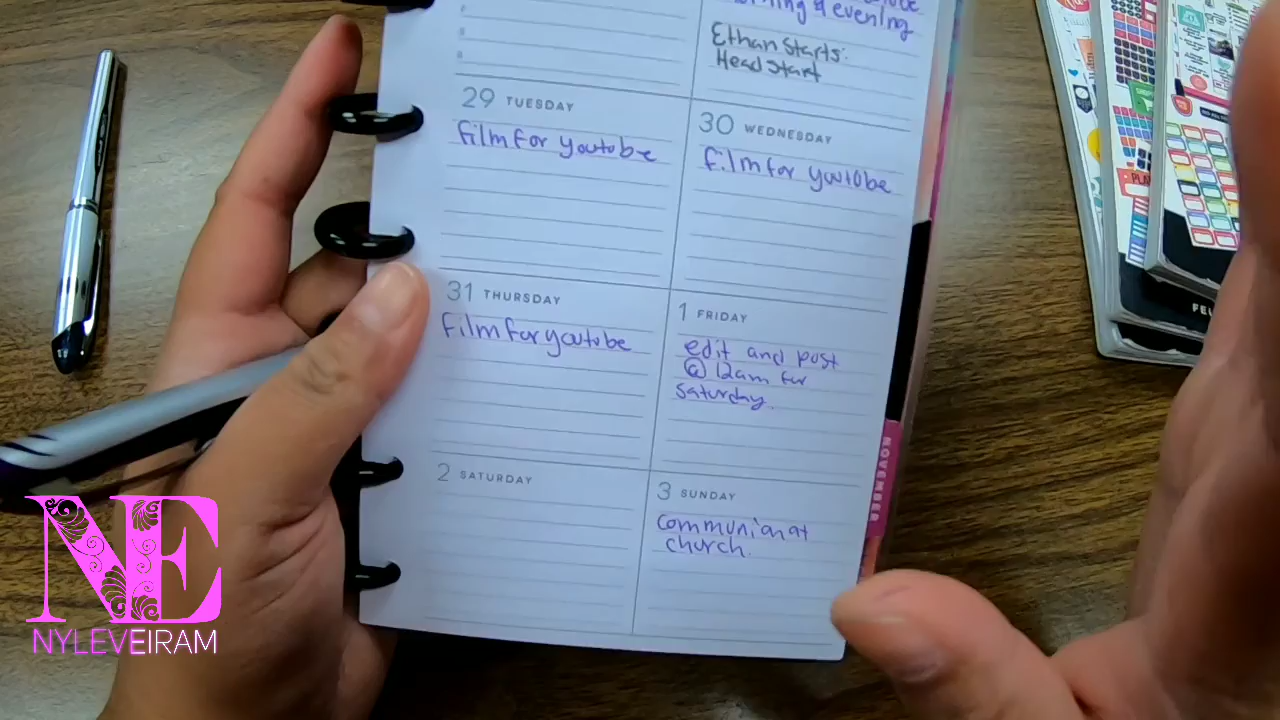 & evening
Ethan Starts:
Head Start
29 TUESDAY
film for youtube
30 WEDNESDAY
film for youtube
31 THURSDAY
film for youtube
1 FRIDAY
edit and post
@ 12am for
saturday.
2 SATURDAY
3 SUNDAY
communion at
church.
NOVEMBER
NE
NYLEVEIRAM